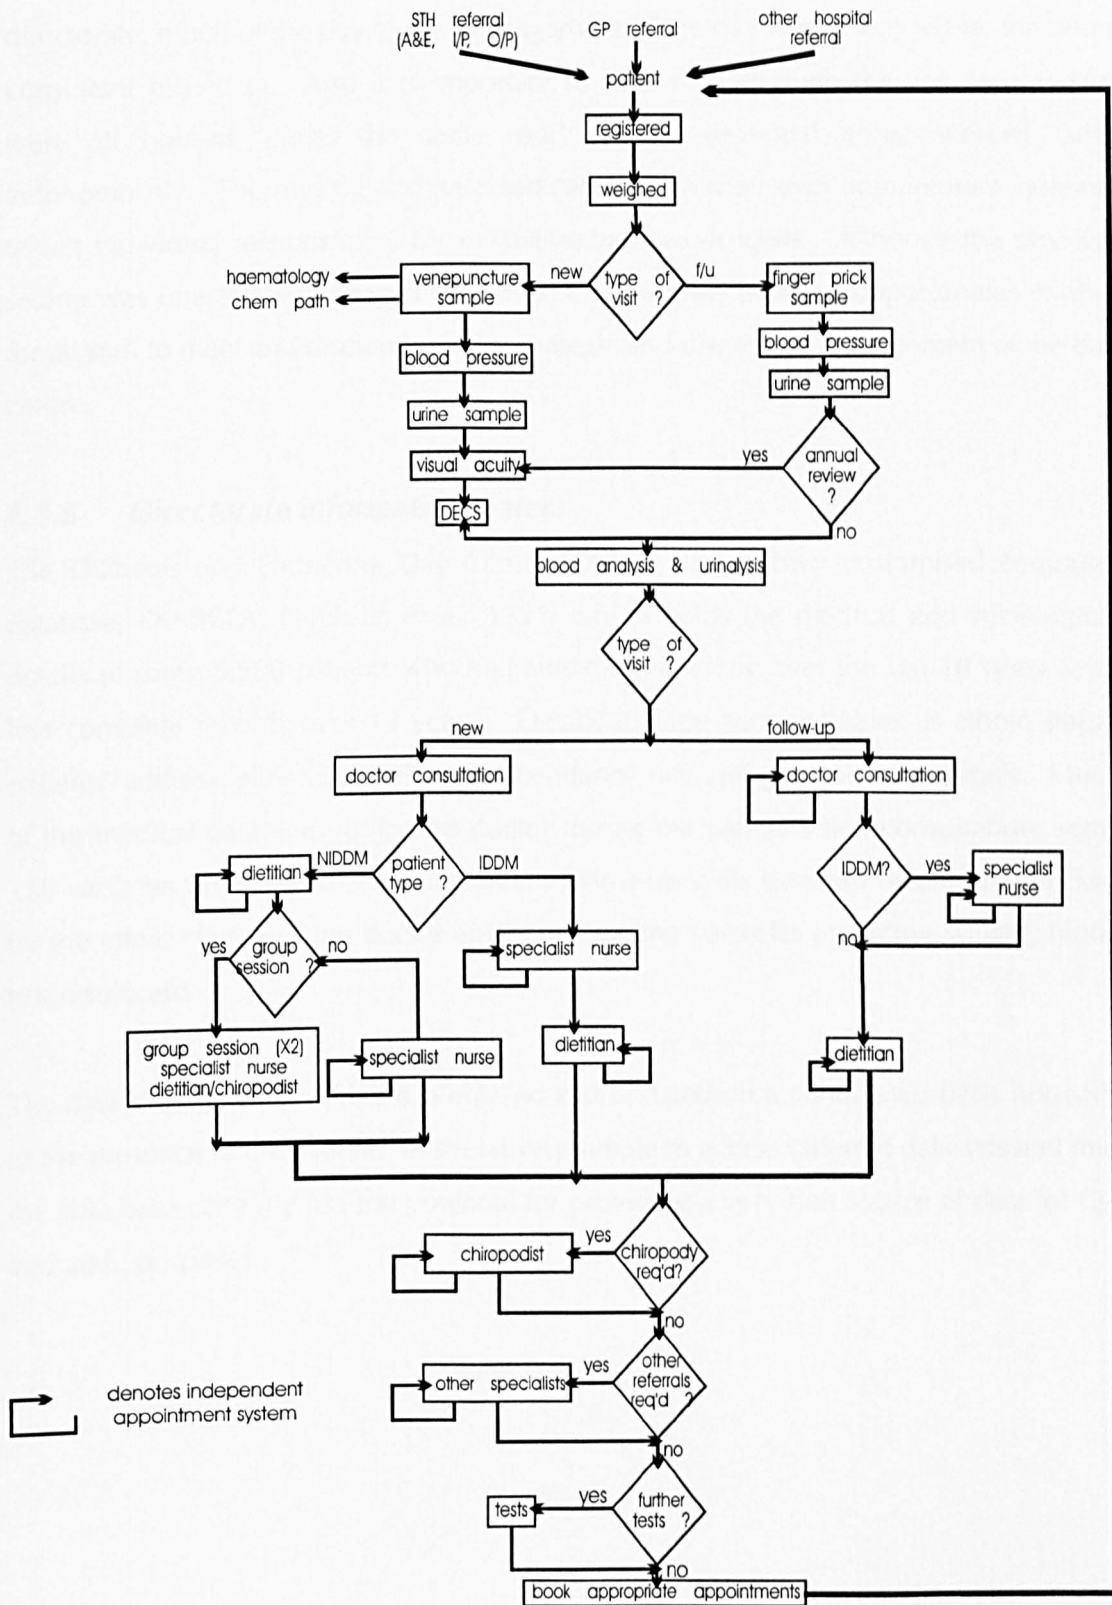 STH referral
(A&E, I/P, O/P)
GP referral
other hospital
referral
patient
registered
weighed
type of
visit
?
new
f/u
venepuncture
sample
haematology
chem path
finger prick
sample
blood pressure
blood pressure
urine sample
urine sample
visual acuity
yes
annual
review
?
no
DECS
blood analysis & urinalysis
type of
visit ?
new
follow-up
doctor consultation
doctor consultation
NIDDM
patient
type ?
IDDM
dietitian
IDDM?
yes
specialist
nurse
no
yes
group
session ?
no
specialist nurse
group session (X2)
specialist nurse
dietitian/chiropodist
specialist nurse
dietitian
dietitian
chiropodist
yes
chiropody
req'd?
no
other specialists
yes
other
referrals
req'd ?
no
denotes independent
appointment system
tests
yes
further
tests ?
no
book appropriate appointments